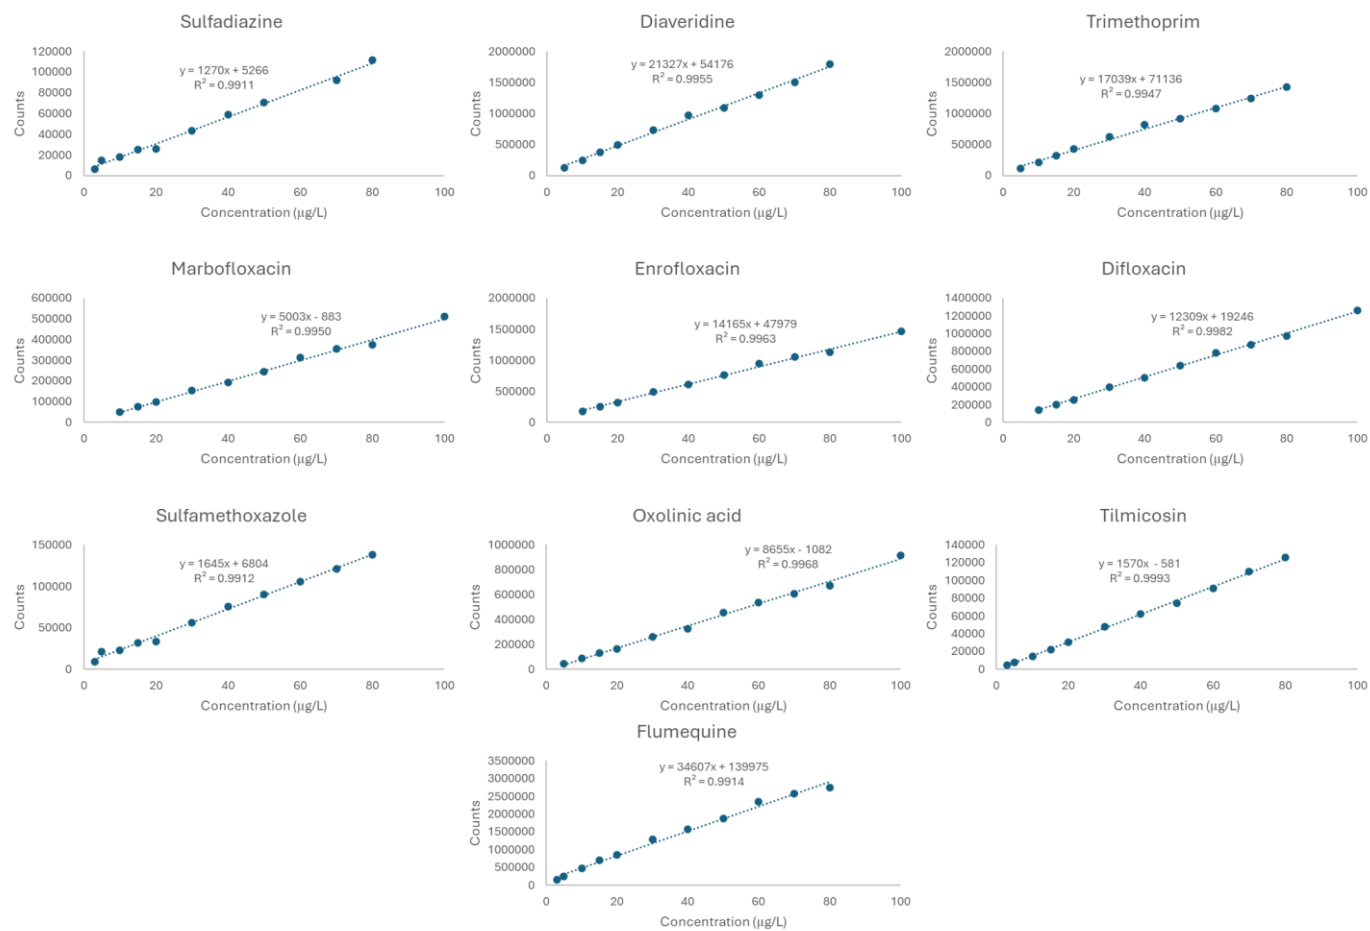 Sulfadiazine
120000
100000
80000
60000
40000
20000
0
Counts
y = 1270x + 5266
R² = 0.9911
0 20 40 60 80 100
Concentration (µg/L)
Diaveridine
2000000
1500000
1000000
500000
0
Counts
y = 21327x + 54176
R² = 0.9955
0 20 40 60 80 100
Concentration (µg/L)
Trimethoprim
2000000
1500000
1000000
500000
0
Counts
y = 17039x + 71136
R² = 0.9947
0 20 40 60 80 100
Concentration (µg/L)
Marbofloxacin
600000
500000
400000
300000
200000
100000
0
Counts
y = 5003x - 883
R² = 0.9950
0 20 40 60 80 100
Concentration (µg/L)
Enrofloxacin
2000000
1500000
1000000
500000
0
Counts
y = 14165x + 47979
R² = 0.9963
0 20 40 60 80 100
Concentration (µg/L)
Difloxacin
1400000
1200000
1000000
800000
600000
400000
200000
0
Counts
y = 12309x + 19246
R² = 0.9982
0 20 40 60 80 100
Concentration (µg/L)
Sulfamethoxazole
150000
100000
50000
0
Counts
y = 1645x + 6804
R² = 0.9912
0 20 40 60 80 100
Concentration (µg/L)
Oxolinic acid
1000000
800000
600000
400000
200000
0
Counts
y = 8655x - 1082
R² = 0.9968
0 20 40 60 80 100
Concentration (µg/L)
Tilmicosin
140000
120000
100000
80000
60000
40000
20000
0
Counts
y = 1570x - 581
R² = 0.9993
0 20 40 60 80 100
Concentration (µg/L)
Flumequine
3500000
3000000
2500000
2000000
1500000
1000000
500000
0
Counts
y = 34607x + 139975
R² = 0.9914
0 20 40 60 80 100
Concentration (µg/L)